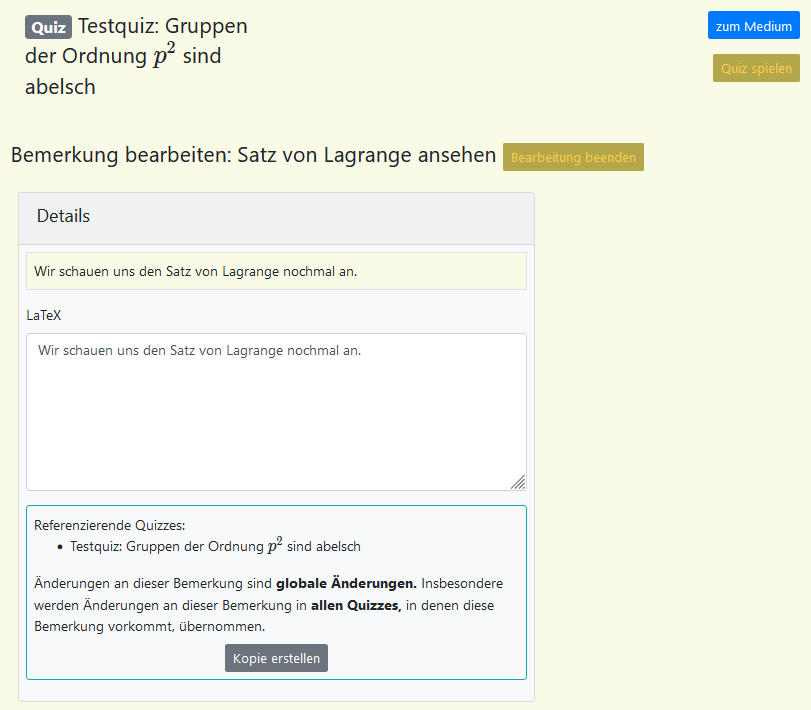 Quiz Testquiz: Gruppen
der Ordnung p² sind
abelsch
zum Medium
Quiz spielen
Bemerkung bearbeiten: Satz von Lagrange ansehen Bearbeitung beenden
Details
Wir schauen uns den Satz von Lagrange nochmal an.
LaTeX
Wir schauen uns den Satz von Lagrange nochmal an.
Referenzierende Quizzes:
• Testquiz: Gruppen der Ordnung p² sind abelsch
Änderungen an dieser Bemerkung sind globale Änderungen. Insbesondere
werden Änderungen an dieser Bemerkung in allen Quizzes, in denen diese
Bemerkung vorkommt, übernommen.
Kopie erstellen